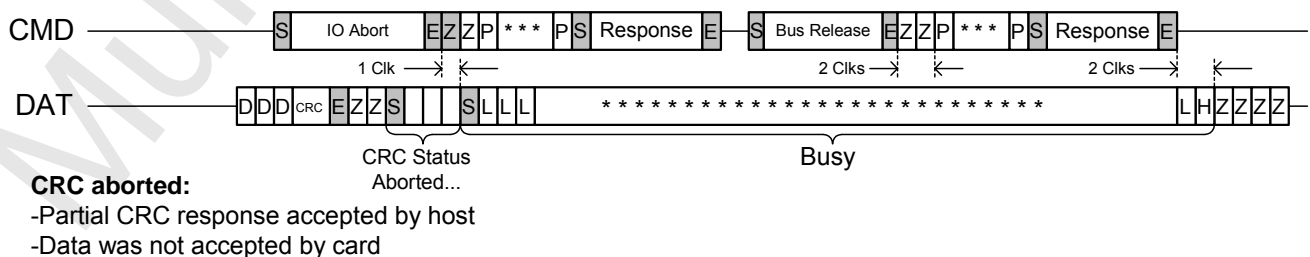 CMD S IO Abort E Z Z P * * * P S Response E S Bus Release E Z Z P * * * P S Response E
1 Clk 2 Clks 2 Clks
DAT D D D CRC E Z Z S S L L L * * * * * * * * * * * * * * * * * * * * * * * * * * * L H Z Z Z Z
CRC Status Busy
Aborted...
CRC aborted:
-Partial CRC response accepted by host
-Data was not accepted by card